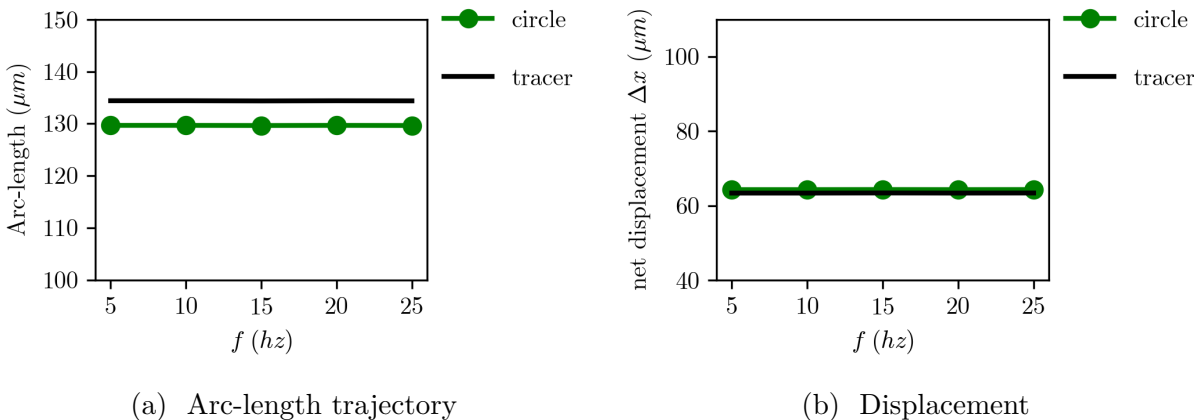 150
140
130
120
110
100
Arc-length (μm)
5 10 15 20 25
f (hz)
circle
tracer
(a) Arc-length trajectory
100
80
60
40
net displacement Δx (μm)
5 10 15 20 25
f (hz)
circle
tracer
(b) Displacement